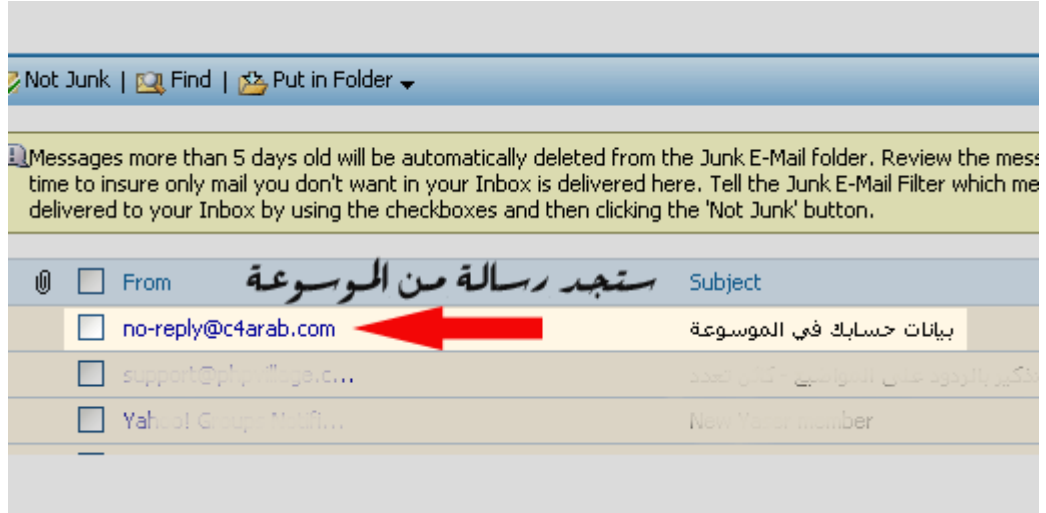 Not Junk | Find | Put in Folder
Messages more than 5 days old will be automatically deleted from the Junk E-Mail folder. Review the
time to insure only mail you don't want in your Inbox is delivered here. Tell the Junk E-Mail Filter which
delivered to your Inbox by using the checkboxes and then clicking the 'Not Junk' button.
From ستجد رسالة من الموسوعة Subject
no-reply@c4arab.com بيانات حسابك في الموسوعة
بالردود على
New member